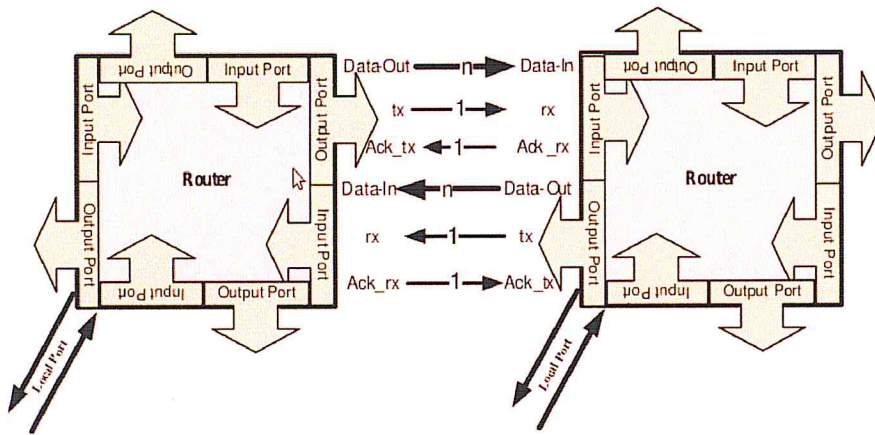 Output Port
Input Port
Input Port
Output Port
Router
Output Port
Input Port
Input Port
Output Port
Local Port
Data-Out n Data-In
tx 1 rx
Ack_tx 1 Ack_rx
Data-In n Data-Out
rx 1 tx
Ack_rx 1 Ack_tx
Output Port
Input Port
Input Port
Output Port
Router
Output Port
Input Port
Input Port
Output Port
Local Port